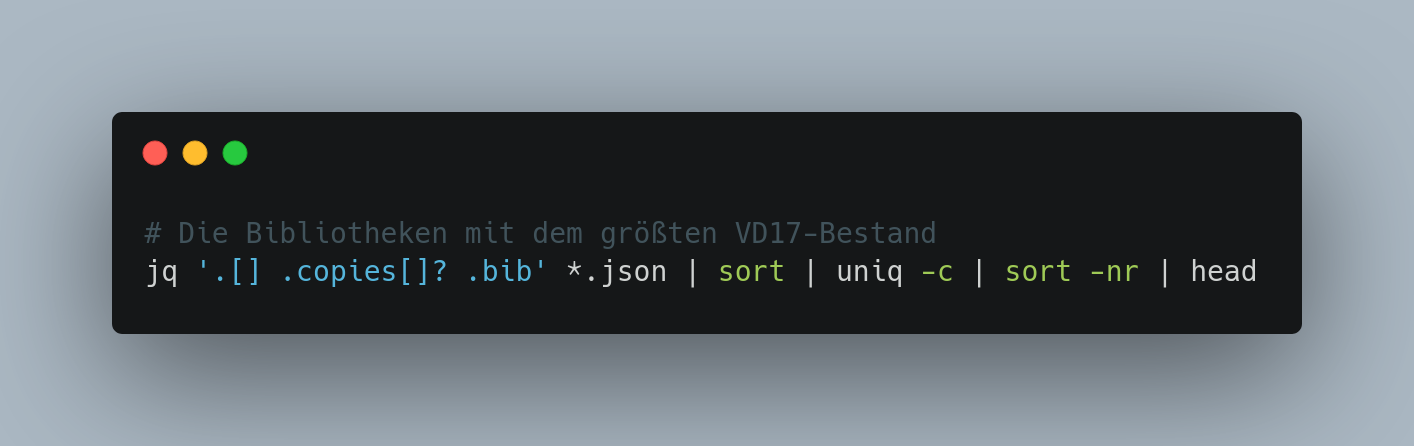 # Die Bibliotheken mit dem größten VD17-Bestand
jq '.[] .copies[]? .bib' *.json | sort | uniq -c | sort -nr | head